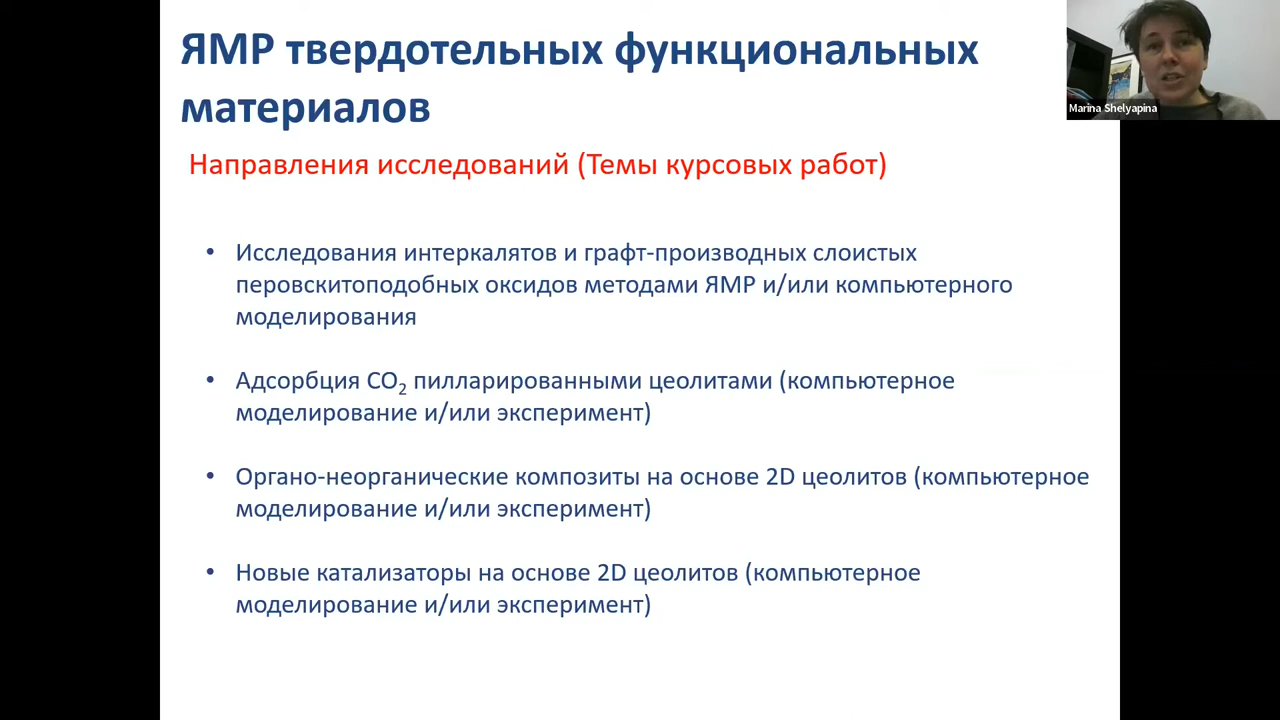 ЯМР твердотельных функциональных
материалов
Marina Shelyapina
Направления исследований (Темы курсовых работ)
• Исследования интеркалятов и графт-производных слоистых
перовскитоподобных оксидов методами ЯМР и/или компьютерного
моделирования
• Адсорбция CO₂ пилларированными цеолитами (компьютерное
моделирование и/или эксперимент)
• Органо-неорганические композиты на основе 2D цеолитов (компьютерное
моделирование и/или эксперимент)
• Новые катализаторы на основе 2D цеолитов (компьютерное
моделирование и/или эксперимент)